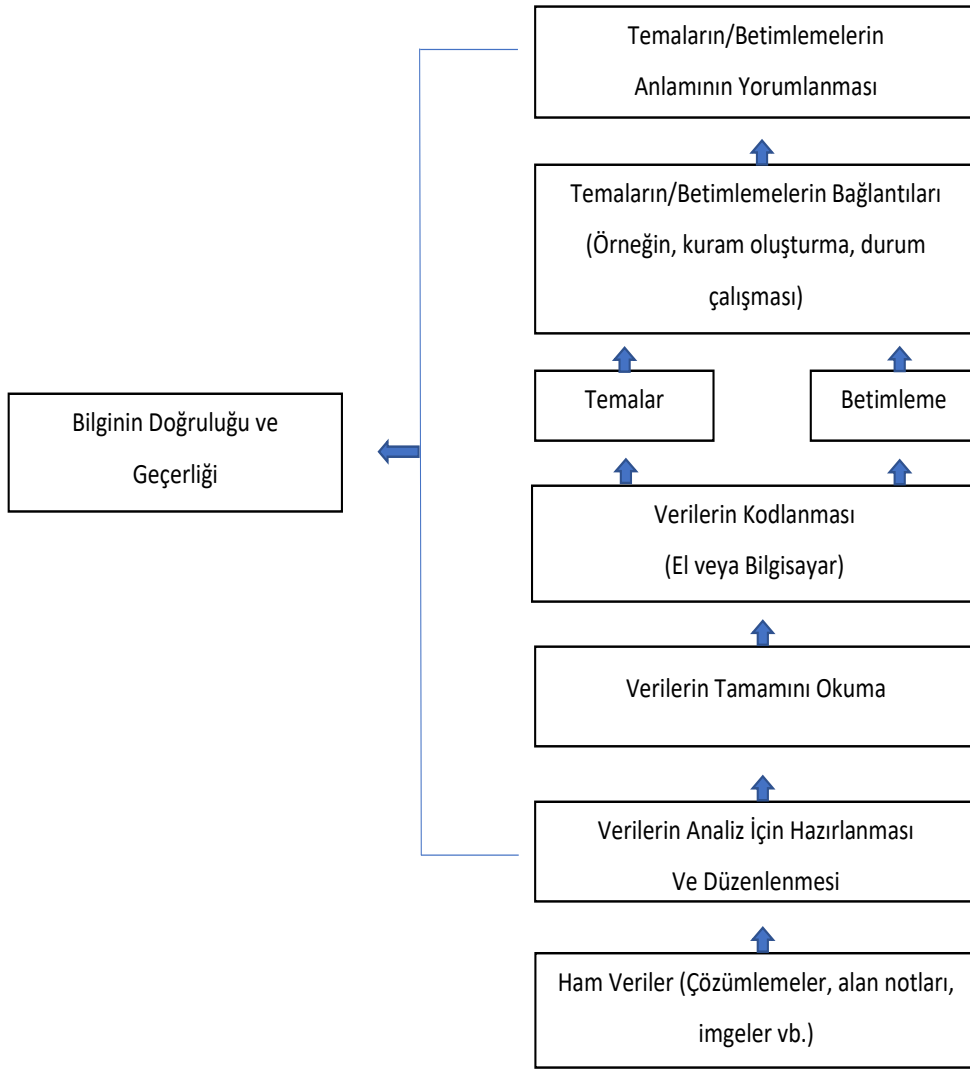 Temaların/Betimlemelerin
Anlamının Yorumlanması
Temaların/Betimlemelerin Bağlantıları
(Örneğin, kuram oluşturma, durum
çalışması)
Temalar
Betimleme
Bilginin Doğruluğu ve
Geçerliği
Verilerin Kodlanması
(El veya Bilgisayar)
Verilerin Tamamını Okuma
Verilerin Analiz İçin Hazırlanması
Ve Düzenlenmesi
Ham Veriler (Çözümlemeler, alan notları,
imgeler vb.)